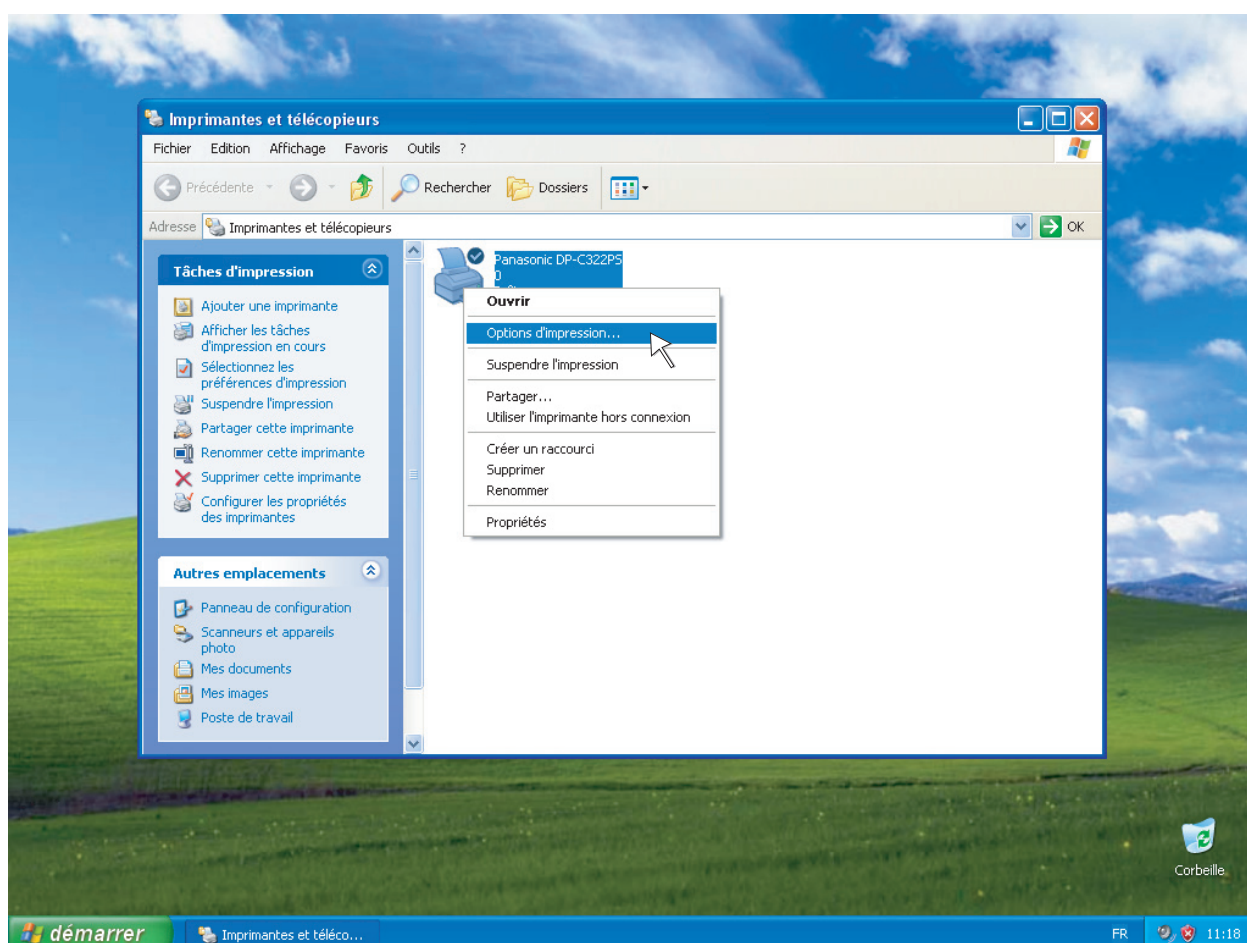 Imprimantes et télécopieurs
Fichier Edition Affichage Favoris Outils ?
Précédente Rechercher Dossiers
Adresse Imprimantes et télécopieurs OK
Tâches d'impression
Ajouter une imprimante
Afficher les tâches
d'impression en cours
Sélectionnez les
préférences d'impression
Suspendre l'impression
Partager cette imprimante
Renommer cette imprimante
Supprimer cette imprimante
Configurer les propriétés
des imprimantes
Autres emplacements
Panneau de configuration
Scanneurs et appareils
photo
Mes documents
Mes images
Poste de travail
Panasonic DP-C322PS
0
Ouvrir
Options d'impression...
Suspendre l'impression
Partager...
Utiliser l'imprimante hors connexion
Créer un raccourci
Supprimer
Renommer
Propriétés
Corbeille
démarrer Imprimantes et téléco... FR 11:18